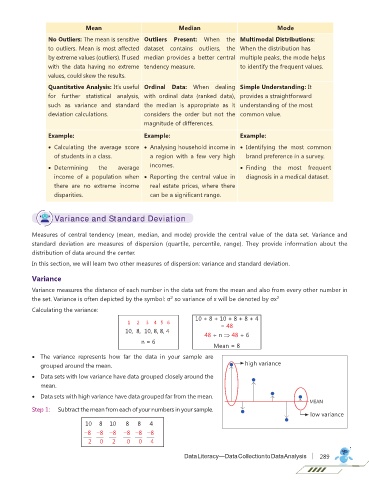 Mean Median Mode
No Outliers: The mean is sensitive to outliers. Mean is most affected by extreme values (outliers). If used with the data having no extreme values, could skew the results.
Outliers Present: When the dataset contains outliers, the median provides a better central tendency measure.
Multimodal Distributions: When the distribution has multiple peaks, the mode helps to identify the frequent values.
Quantitative Analysis: It's useful for further statistical analysis, such as variance and standard deviation calculations.
Ordinal Data: When dealing with ordinal data (ranked data), the median is appropriate as it considers the order but not the magnitude of differences.
Simple Understanding: It provides a straightforward understanding of the most common value.
Example:
• Calculating the average score of students in a class.
• Determining the average income of a population when there are no extreme income disparities.
Example:
• Analysing household income in a region with a few very high incomes.
• Reporting the central value in real estate prices, where there can be a significant range.
Example:
• Identifying the most common brand preference in a survey.
• Finding the most frequent diagnosis in a medical dataset.
Variance and Standard Deviation
Measures of central tendency (mean, median, and mode) provide the central value of the data set. Variance and
standard deviation are measures of dispersion (quartile, percentile, range). They provide information about the
distribution of data around the center.
In this section, we will learn two other measures of dispersion: variance and standard deviation.
Variance
Variance measures the distance of each number in the data set from the mean and also from every other number in
the set. Variance is often depicted by the symbol: σ² so variance of x will be denoted by σx²
Calculating the variance:
1 2 3 4 5 6
10, 8, 10, 8, 8, 4
n = 6
10 + 8 + 10 + 8 + 8 + 4
= 48
48 ÷ n ⇒ 48 ÷ 6
Mean = 8
• The variance represents how far the data in your sample are
grouped around the mean.
• Data sets with low variance have data grouped closely around the
mean.
• Data sets with high variance have data grouped far from the mean.
high variance
MEAN
low variance
Step 1: Subtract the mean from each of your numbers in your sample.
10 8 10 8 8 4
–8 –8 –8 –8 –8 –8
2 0 2 0 0 4
Data Literacy—Data Collection to Data Analysis 289